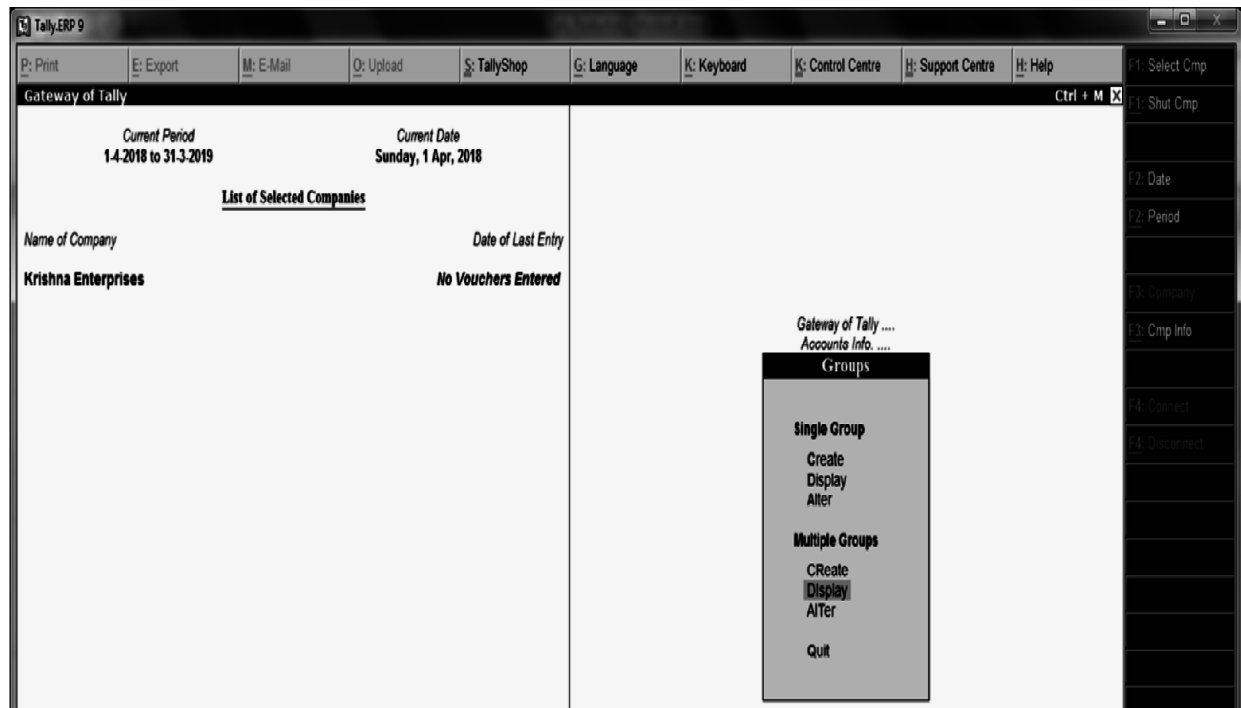 Tally.ERP 9
P: Print E: Export M: E-Mail O: Upload S: TallyShop G: Language K: Keyboard K: Control Centre H: Support Centre H: Help
Gateway of Tally Ctrl + M X
Current Period Current Date
1-4-2018 to 31-3-2019 Sunday, 1 Apr, 2018
List of Selected Companies
Name of Company Date of Last Entry
Krishna Enterprises No Vouchers Entered
Gateway of Tally ....
Accounts Info. ....
Groups
Single Group
Create
Display
Alter
Multiple Groups
CReate
DIsplay
AlTer
Quit
F1: Select Cmp
F1: Shut Cmp
F2: Date
F2: Period
F3: Company
F3: Cmp Info
F4: Connect
F4: Disconnect